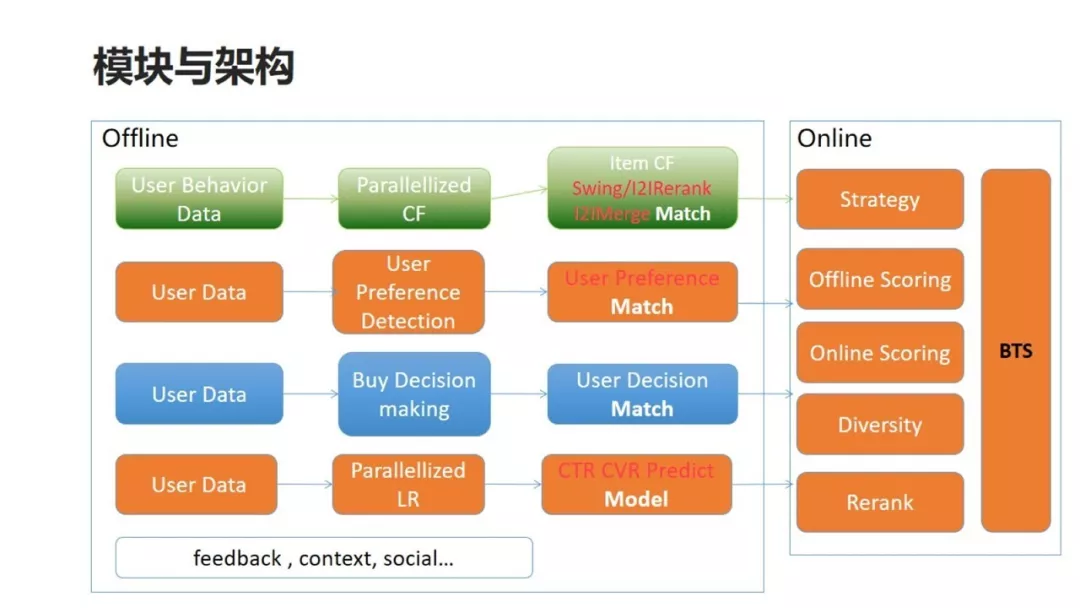 模块与架构
Offline
User Behavior
Data
Parallellized
CF
Item CF
Swing/I2IRerank
I2IMerge Match
User Data
User
Preference
Detection
User Preference
Match
User Data
Buy Decision
making
User Decision
Match
User Data
Parallellized
LR
CTR CVR Predict
Model
feedback , context, social...
Online
Strategy
Offline Scoring
Online Scoring
Diversity
Rerank
BTS